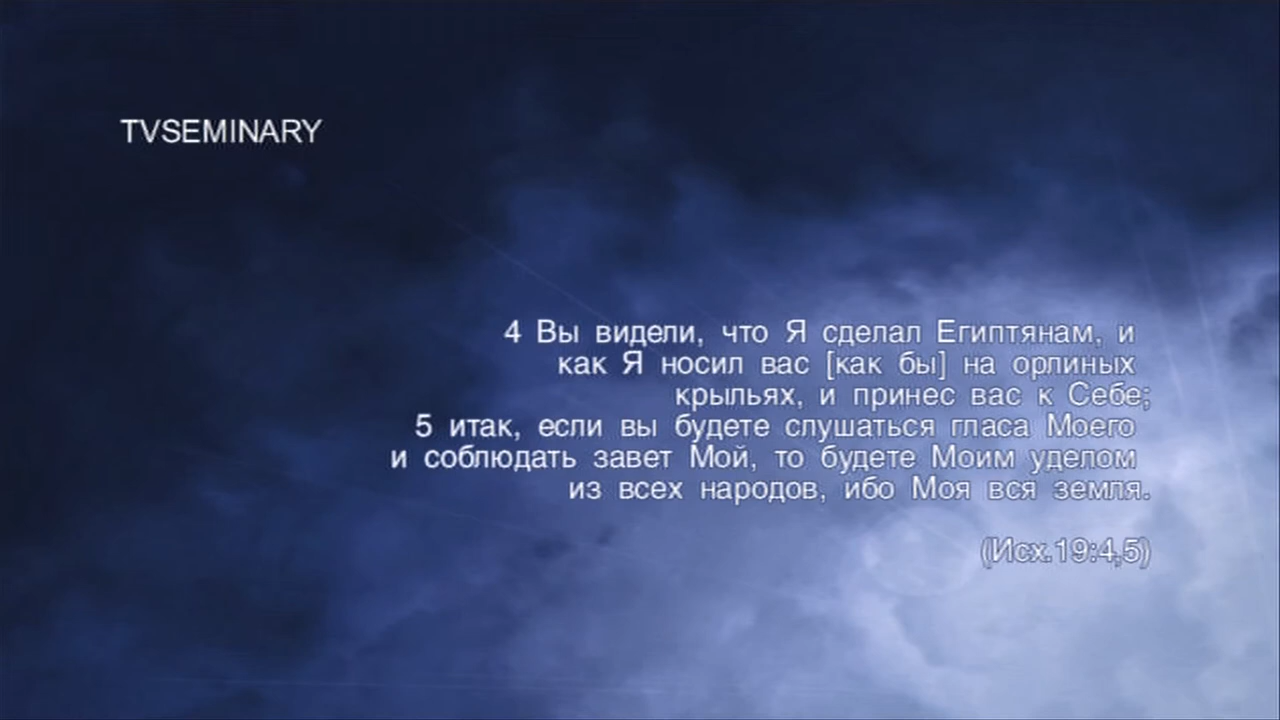 TVSEMINARY
4 Вы видели, что Я сделал Египтянам, и
как Я носил вас [как бы] на орлиных
крыльях, и принес вас к Себе;
5 итак, если вы будете слушаться гласа Моего
и соблюдать завет Мой, то будете Моим уделом
из всех народов, ибо Моя вся земля.
(Исх.19:4,5)